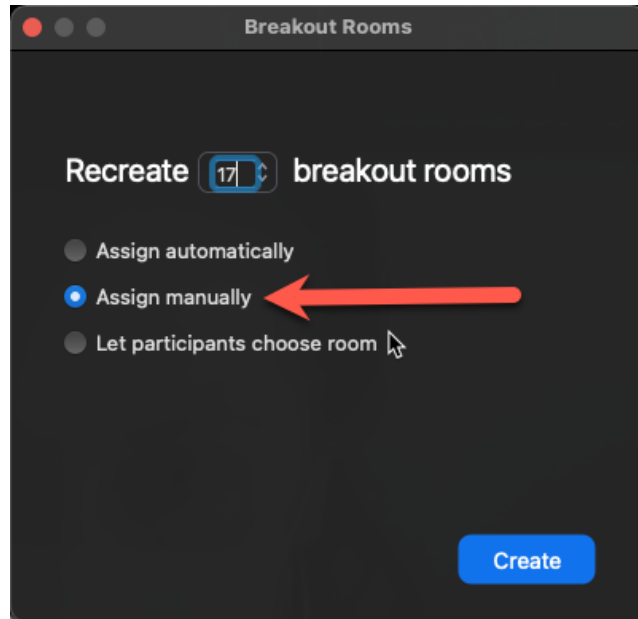 Breakout Rooms
Recreate 17 breakout rooms
Assign automatically
Assign manually
Let participants choose room
Create